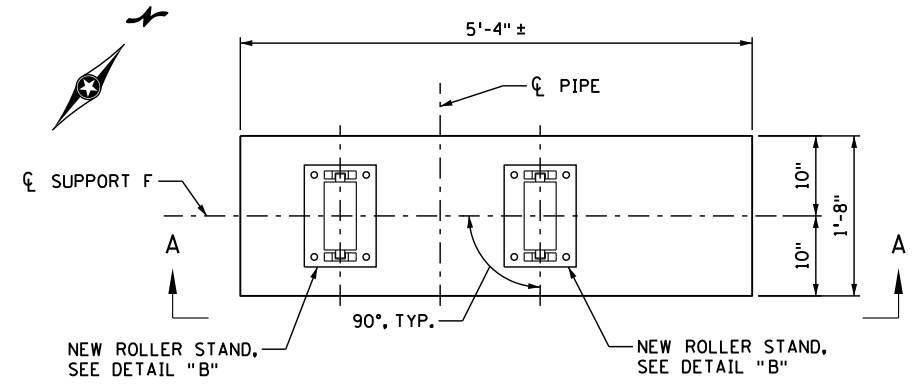 N
5'-4" ±
℄ PIPE
℄ SUPPORT F
10"
1'-8"
10"
A
A
90°, TYP.
NEW ROLLER STAND,
SEE DETAIL "B"
NEW ROLLER STAND,
SEE DETAIL "B"